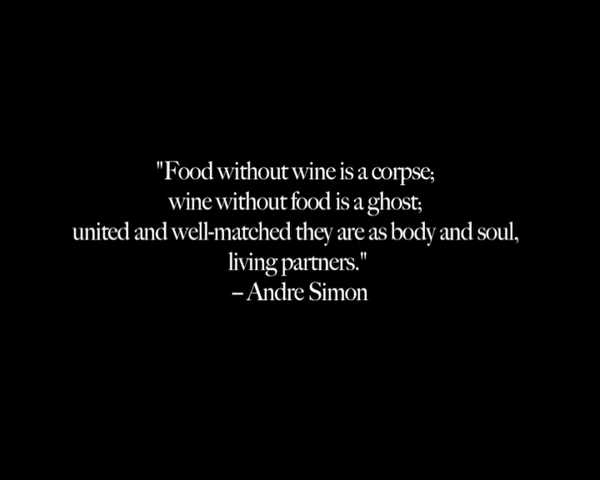 "Food without wine is a corpse;
wine without food is a ghost;
united and well-matched they are as body and soul,
living partners."
– Andre Simon